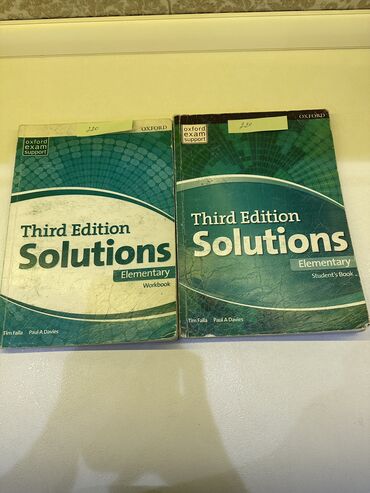 220
OXFORD
oxford
exam
support
Third Edition
Solutions
Elementary
Workbook
Tim Falla Paul A Davies
OXFORD
oxford
exam
support
Third Edition
Solutions
Elementary
Student's Book
Tim Falla Paul A Davies